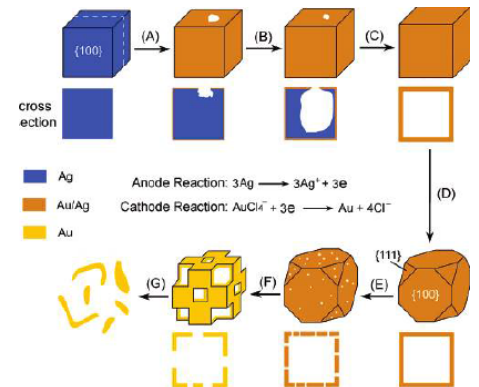 (A) (B) (C)
{100}
cross
ection
Ag
Au/Ag
Au
Anode Reaction: 3Ag ⟶ 3Ag⁺ + 3e
Cathode Reaction: AuCl₄⁻ + 3e ⟶ Au + 4Cl⁻
(D)
(G) (F) (E)
{111}
{100}